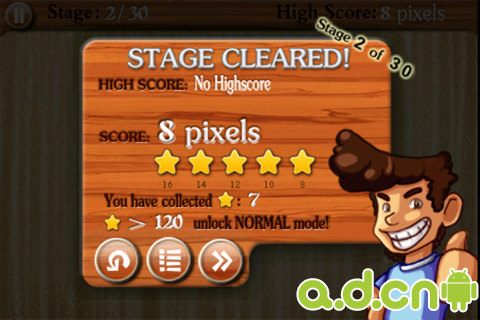 Stage: 2/30
High Score: 8 pixels
Stage 2 of 30
STAGE CLEARED!
HIGH SCORE: No Highscore
SCORE: 8 pixels
16 14 12 10 8
You have collected : 7
> 120 unlock NORMAL mode!
a.d.cn